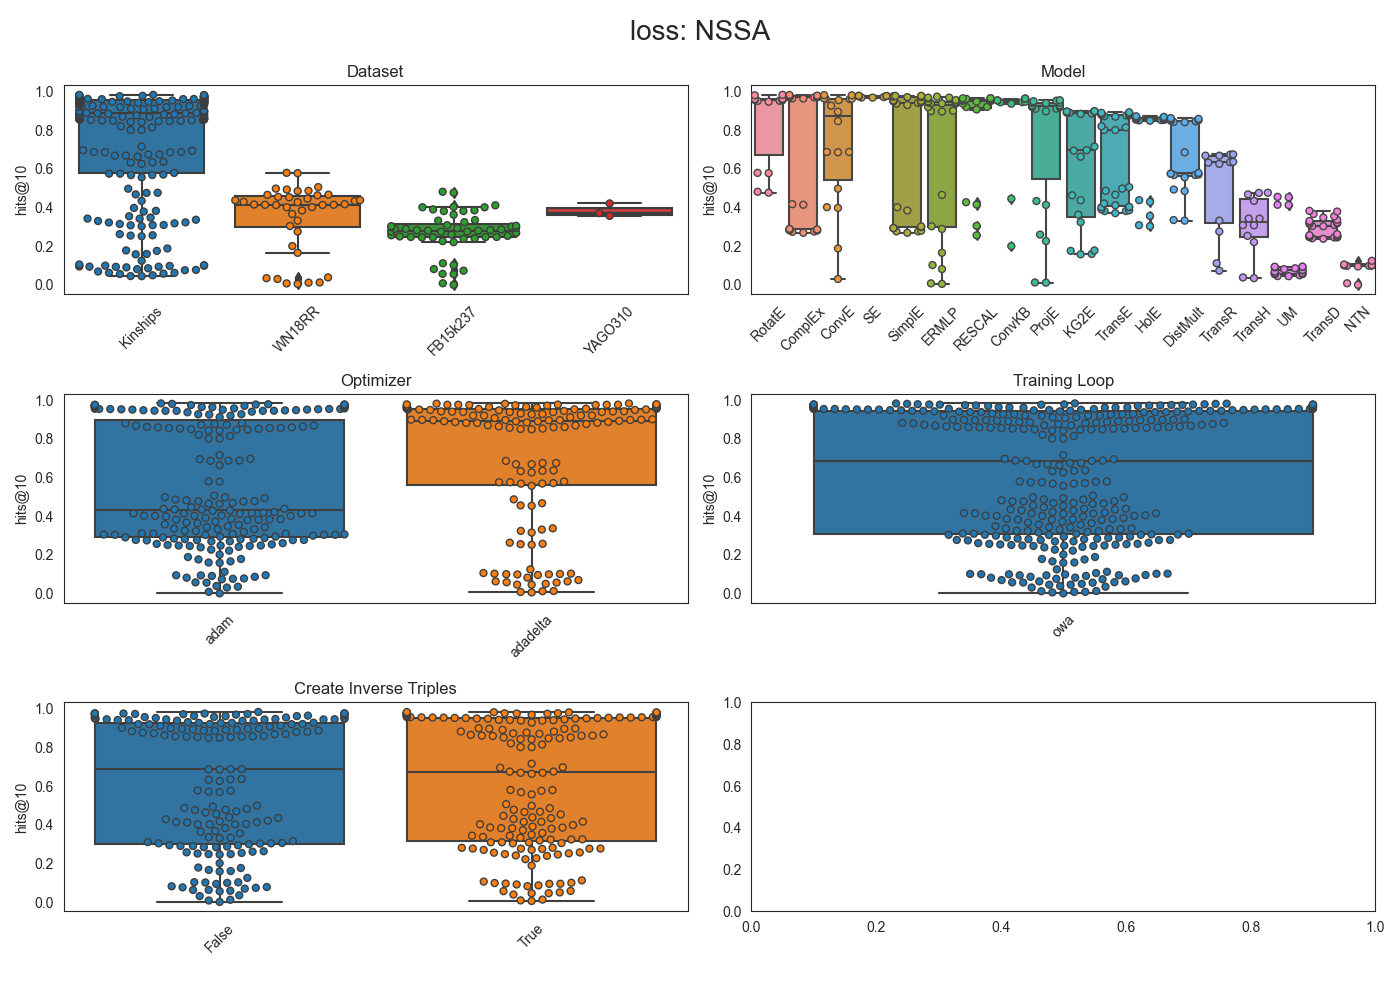 loss: NSSA
Dataset
hits@10
1.0
0.8
0.6
0.4
0.2
0.0
Kinships
WN18RR
FB15k237
YAGO310
Model
hits@10
1.0
0.8
0.6
0.4
0.2
0.0
RotatE
ComplEx
ConvE
SE
SimplE
ERMLP
RESCAL
ConvKB
ProjE
KG2E
TransE
HolE
DistMult
TransR
TransH
UM
TransD
NTN
Optimizer
hits@10
1.0
0.8
0.6
0.4
0.2
0.0
adam
adadelta
Training Loop
hits@10
1.0
0.8
0.6
0.4
0.2
0.0
owa
Create Inverse Triples
hits@10
1.0
0.8
0.6
0.4
0.2
0.0
False
True
1.0
0.8
0.6
0.4
0.2
0.0
0.0 0.2 0.4 0.6 0.8 1.0